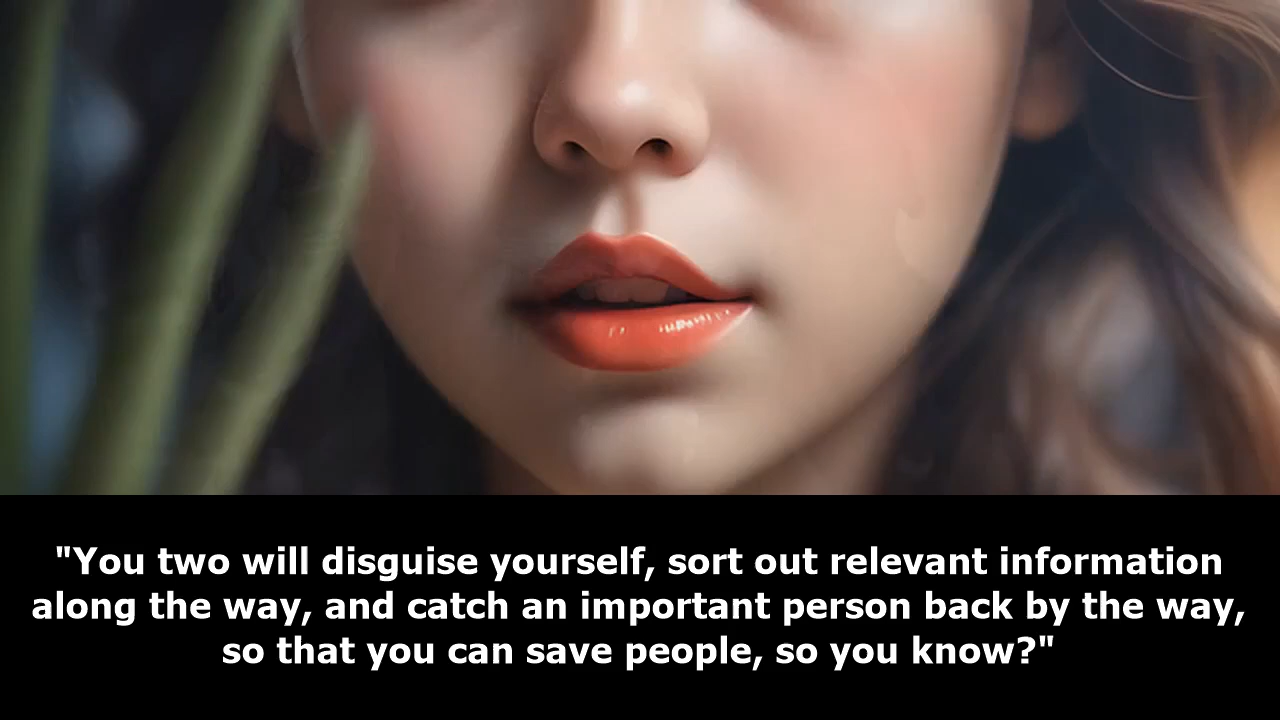 "You two will disguise yourself, sort out relevant information
along the way, and catch an important person back by the way,
so that you can save people, so you know?"